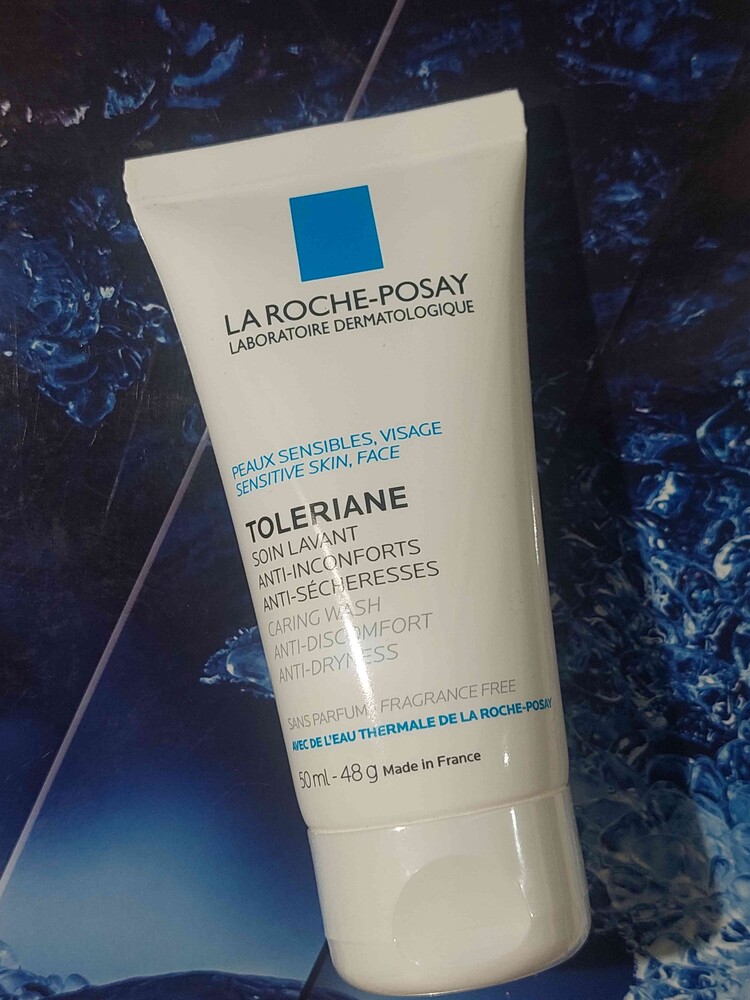 LA ROCHE-POSAY
LABORATOIRE DERMATOLOGIQUE
PEAUX SENSIBLES, VISAGE
SENSITIVE SKIN, FACE
TOLERIANE
SOIN LAVANT
ANTI-INCONFORTS
ANTI-SÉCHERESSES
CARING WASH
ANTI-DISCOMFORT
ANTI-DRYNESS
SANS PARFUM, FRAGRANCE FREE
AVEC DE L'EAU THERMALE DE LA ROCHE-POSAY
50 ml - 48 g Made in France